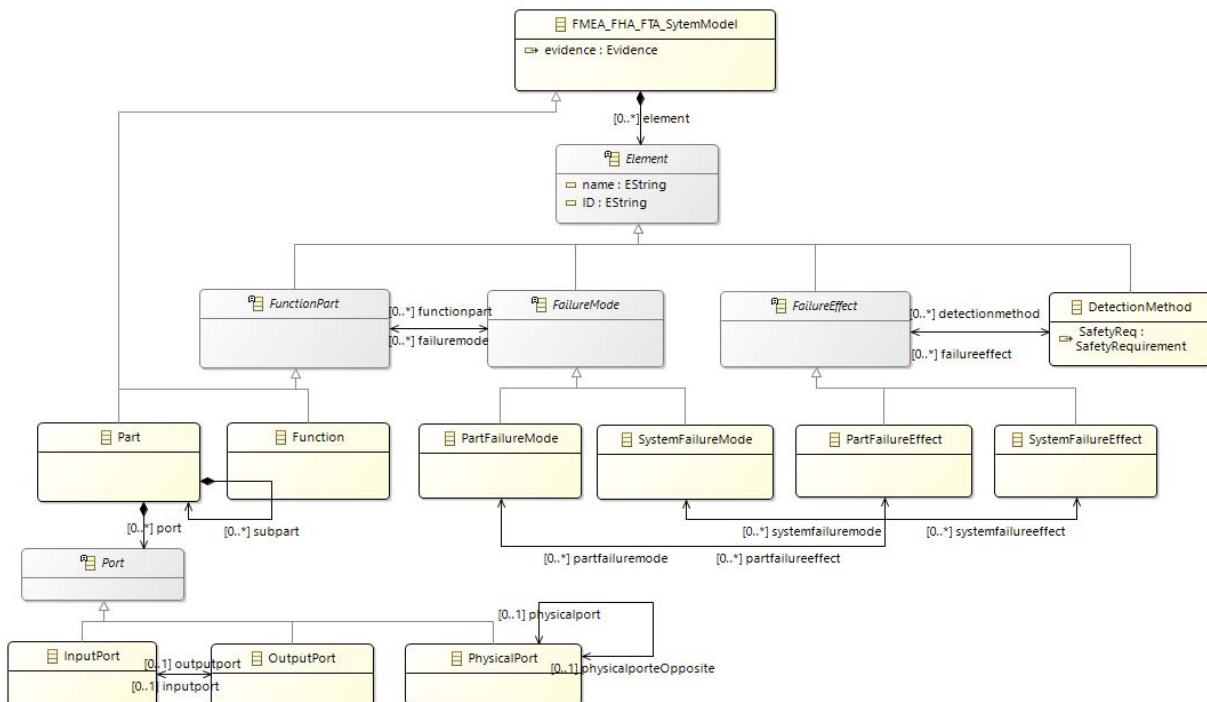 FMEA_FHA_FTA_SytemModel
evidence : Evidence
[0..*] element
Element
name : EString
ID : EString
FunctionPart
[0..*] functionpart
[0..*] failuremode
FailureMode
FailureEffect
[0..*] detectionmethod
[0..*] failureeffect
DetectionMethod
SafetyReq :
SafetyRequirement
Part
Function
PartFailureMode
SystemFailureMode
PartFailureEffect
SystemFailureEffect
[0..*] port
[0..*] subpart
[0..*] systemfailuremode
[0..*] systemfailureeffect
[0..*] partfailuremode
[0..*] partfailureeffect
Port
[0..1] physicalport
InputPort
[0..1] outputport
[0..1] inputport
OutputPort
PhysicalPort
[0..1] physicalporteOpposite